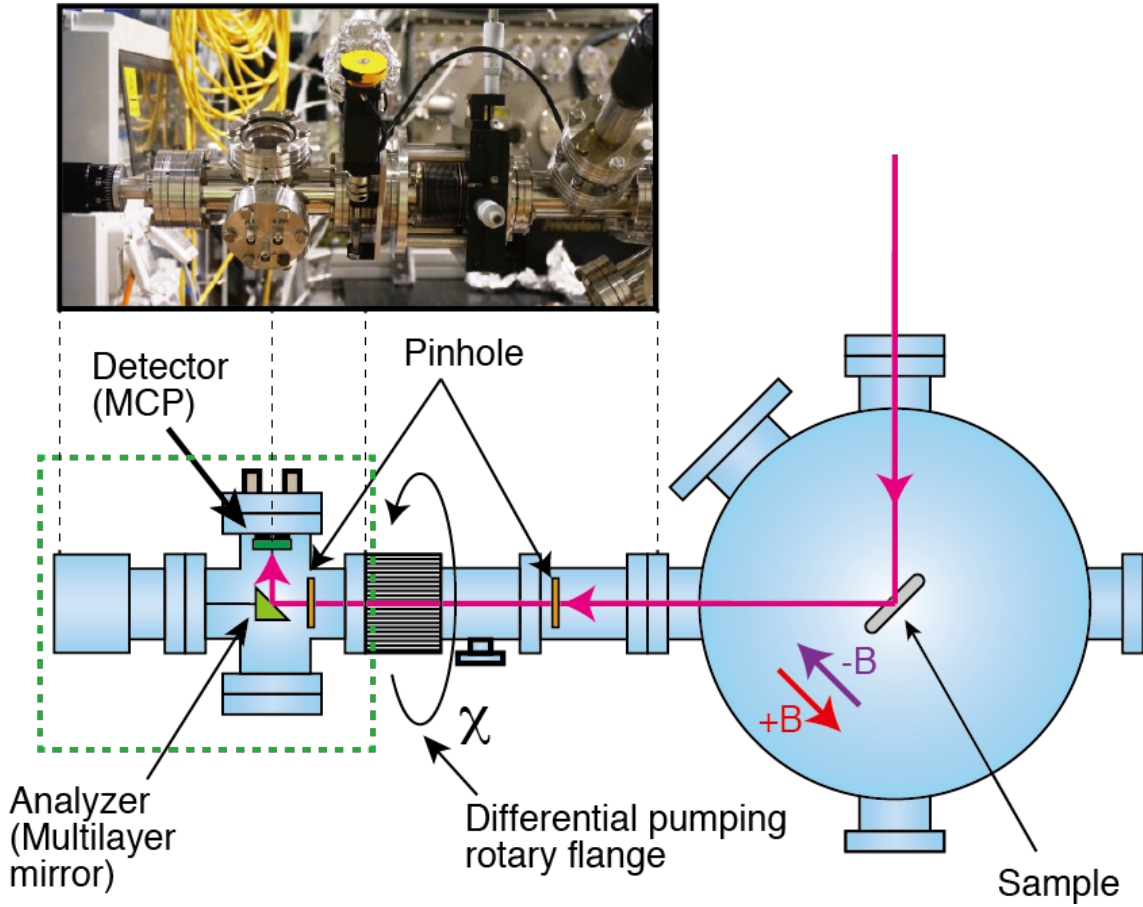 Detector
(MCP)
Pinhole
-B
+B
χ
Analyzer
(Multilayer
mirror)
Differential pumping
rotary flange
Sample